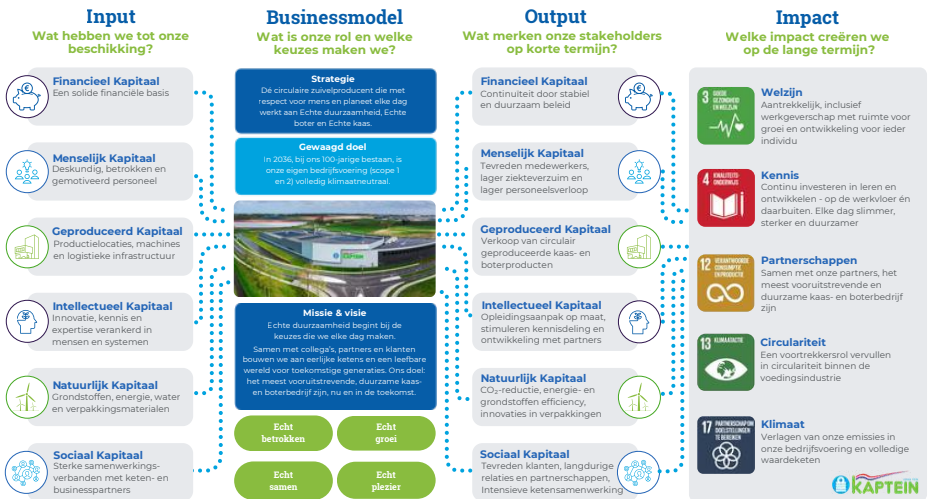 Input
Wat hebben we tot onze
beschikking?
Financieel Kapitaal
Een solide financiële basis
Menselijk Kapitaal
Deskundig, betrokken en
gemotiveerd personeel
Geproduceerd Kapitaal
Productielocaties, machines
en logistieke infrastructuur
Intellectueel Kapitaal
Innovatie, kennis en
expertise verankerd in
mensen en systemen
Natuurlijk Kapitaal
Grondstoffen, energie, water
en verpakkingsmaterialen
Sociaal Kapitaal
Sterke samenwerkings-
verbanden met keten- en
businesspartners
Businessmodel
Wat is onze rol en welke
keuzes maken we?
Strategie
Dé circulaire zuivelproducent die met
respect voor mens en planeet elke dag
werkt aan Echte duurzaamheid, Echte
boter en Echte kaas.
Gewaagd doel
In 2036, bij ons 100-jarige bestaan, is
onze eigen bedrijfsvoering (scope 1
en 2) volledig klimaatneutraal.
KAPTEIN
Missie & visie
Echte duurzaamheid begint bij de
keuzes die we elke dag maken.
Samen met collega's, partners en klanten
bouwen we aan eerlijke ketens en een leefbare
wereld voor toekomstige generaties. Ons doel:
het meest vooruitstrevende, duurzame kaas-
en boterbedrijf zijn, nu en in de toekomst.
Echt
betrokken
Echt
groei
Echt
samen
Echt
plezier
Output
Wat merken onze stakeholders
op korte termijn?
Financieel Kapitaal
Continuïteit door stabiel
en duurzaam beleid
Menselijk Kapitaal
Tevreden medewerkers,
lager ziekteverzuim en
lager personeelsverloop
Geproduceerd Kapitaal
Verkoop van circulair
geproduceerde kaas- en
boterproducten
Intellectueel Kapitaal
Opleidingsaanpak op maat,
stimuleren kennisdeling en
ontwikkeling met partners
Natuurlijk Kapitaal
CO₂-reductie, energie- en
grondstoffen efficiency,
innovaties in verpakkingen
Sociaal Kapitaal
Tevreden klanten, langdurige
relaties en partnerschappen,
Intensieve ketensamenwerking
Impact
Welke impact creëren we
op de lange termijn?
3 GOEDE
GEZONDHEID
EN WELZIJN
Welzijn
Aantrekkelijk, inclusief
werkgeverschap met ruimte voor
groei en ontwikkeling voor ieder
individu
4 KWALITEITS-
ONDERWIJS
Kennis
Continu investeren in leren en
ontwikkelen - op de werkvloer én
daarbuiten. Elke dag slimmer,
sterker en duurzamer
12 VERANTWOORDE
CONSUMPTIE
EN PRODUCTIE
Partnerschappen
Samen met onze partners, het
meest vooruitstrevende en
duurzame kaas- en boterbedrijf
zijn
13 KLIMAATACTIE
Circulariteit
Een voortrekkersrol vervullen
in circulariteit binnen de
voedingsindustrie
17 PARTNERSCHAP OM
DOELSTELLINGEN
TE BEREIKEN
Klimaat
Verlagen van onze emissies in
onze bedrijfsvoering en volledige
waardeketen
KAPTEIN